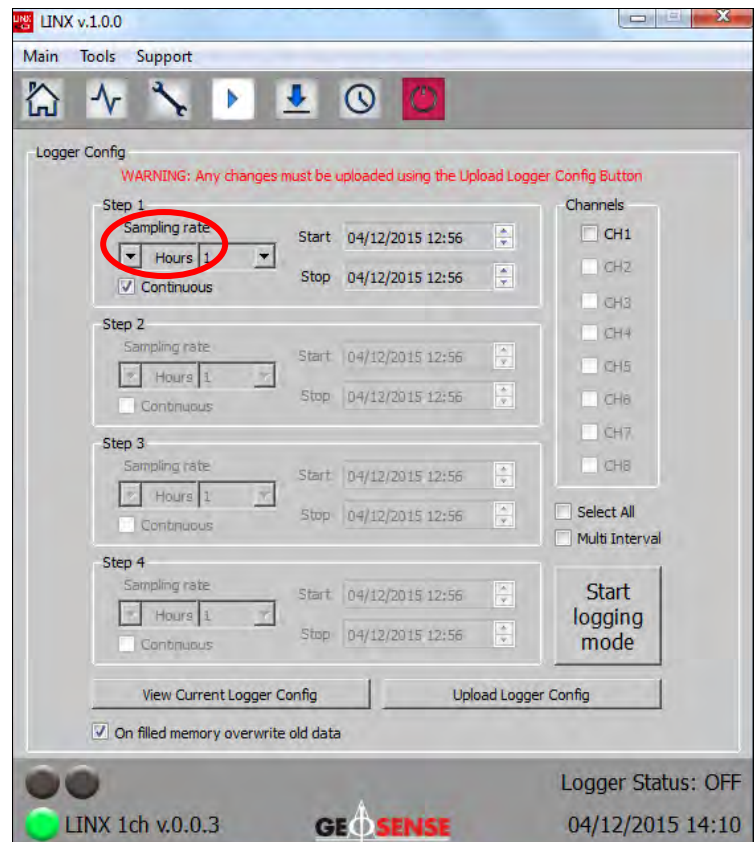 LINX v.1.0.0
Main Tools Support
Logger Config
WARNING: Any changes must be uploaded using the Upload Logger Config Button
Step 1
Sampling rate
Hours 1
Continuous
Start 04/12/2015 12:56
Stop 04/12/2015 12:56
Step 2
Sampling rate
Hours 1
Continuous
Start 04/12/2015 12:56
Stop 04/12/2015 12:56
Step 3
Sampling rate
Hours 1
Continuous
Start 04/12/2015 12:56
Stop 04/12/2015 12:56
Step 4
Sampling rate
Hours 1
Continuous
Start 04/12/2015 12:56
Stop 04/12/2015 12:56
Channels
CH1
CH2
CH3
CH4
CH5
CH6
CH7
CH8
Select All
Multi Interval
Start
logging
mode
View Current Logger Config
Upload Logger Config
On filled memory overwrite old data
Logger Status: OFF
LINX 1ch v.0.0.3
GEOSENSE
04/12/2015 14:10